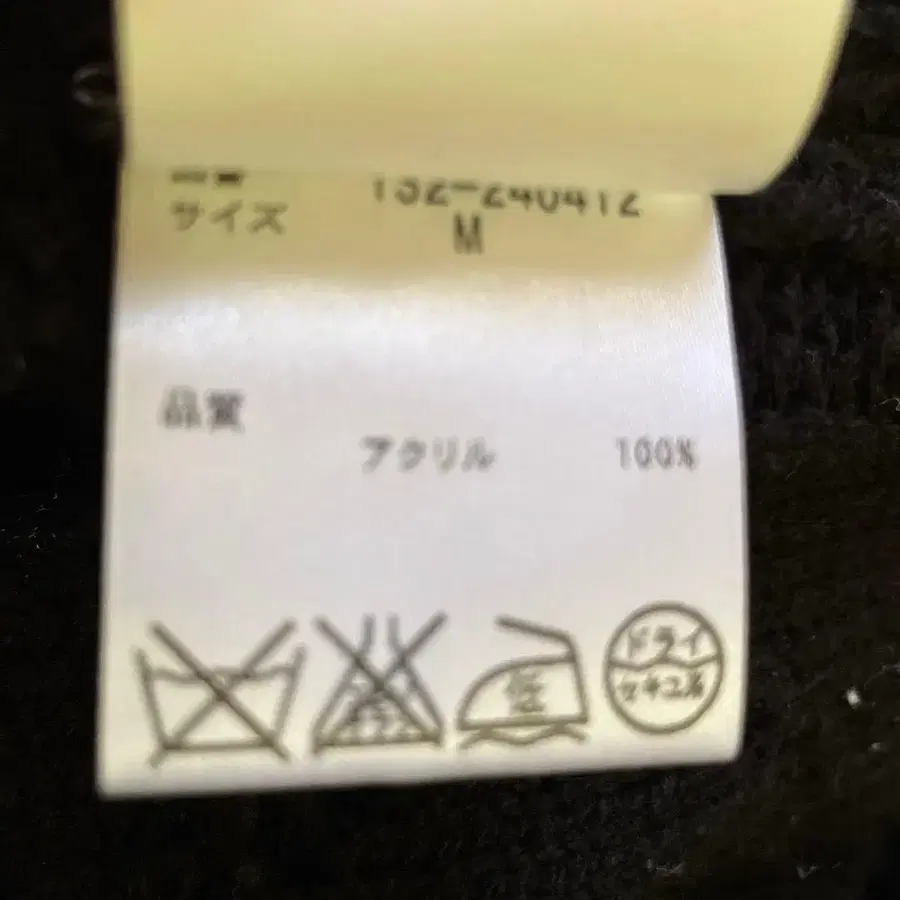 サイズ M
品質
アクリル 100%
低
ドライ
セキユ系